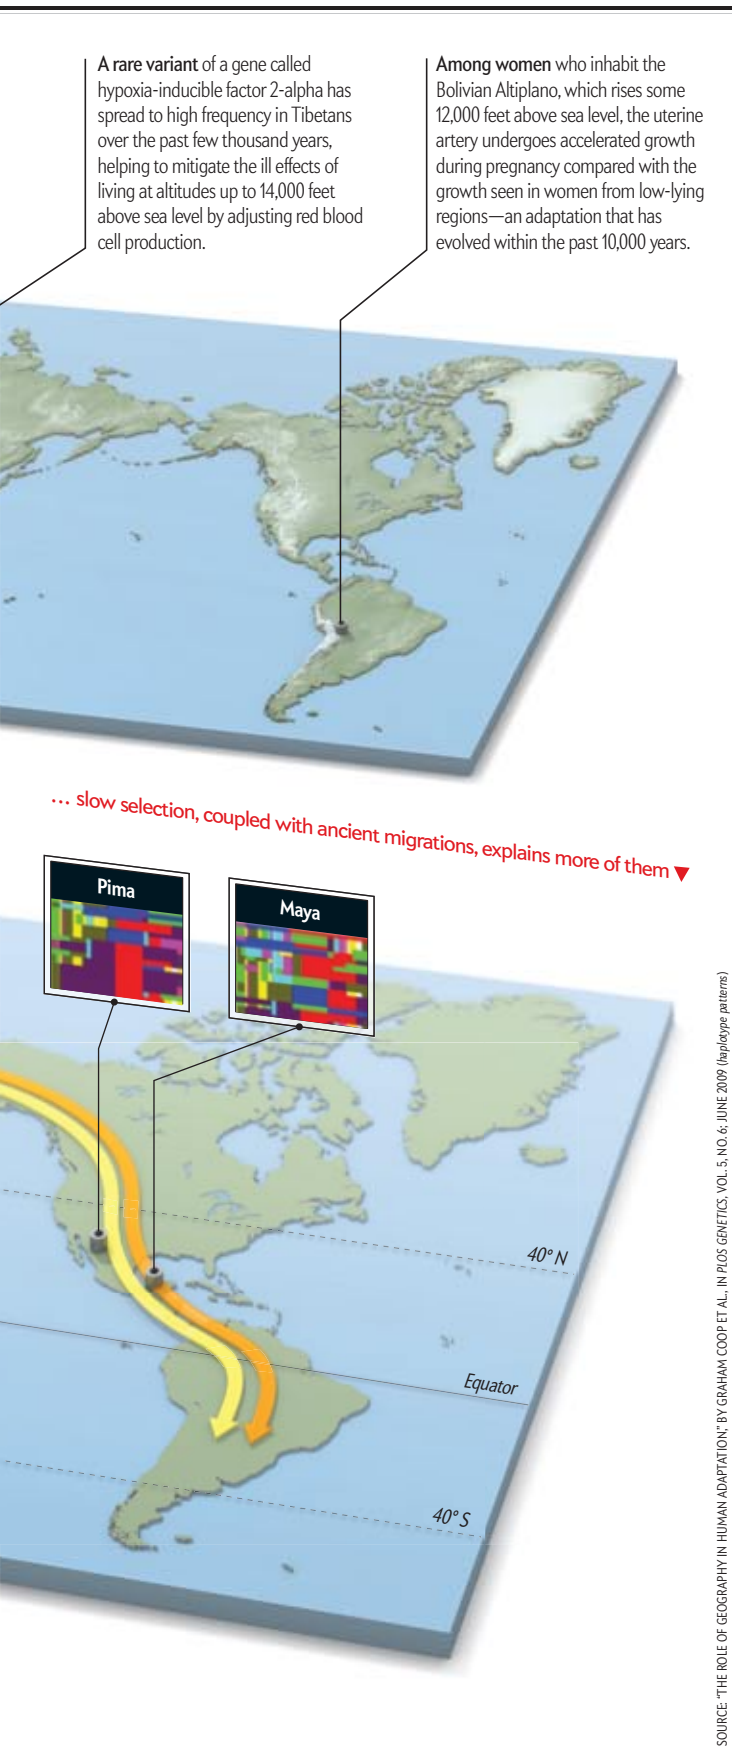 A rare variant of a gene called
hypoxia-inducible factor 2-alpha has
spread to high frequency in Tibetans
over the past few thousand years,
helping to mitigate the ill effects of
living at altitudes up to 14,000 feet
above sea level by adjusting red blood
cell production.
Among women who inhabit the
Bolivian Altiplano, which rises some
12,000 feet above sea level, the uterine
artery undergoes accelerated growth
during pregnancy compared with the
growth seen in women from low-lying
regions—an adaptation that has
evolved within the past 10,000 years.
… slow selection, coupled with ancient migrations, explains more of them ▼
Pima
Maya
40° N
Equator
40° S
SOURCE: “THE ROLE OF GEOGRAPHY IN HUMAN ADAPTATION,” BY GRAHAM COOP ET AL., IN PLOS GENETICS, VOL. 5, NO. 6; JUNE 2009 (haplotype patterns)